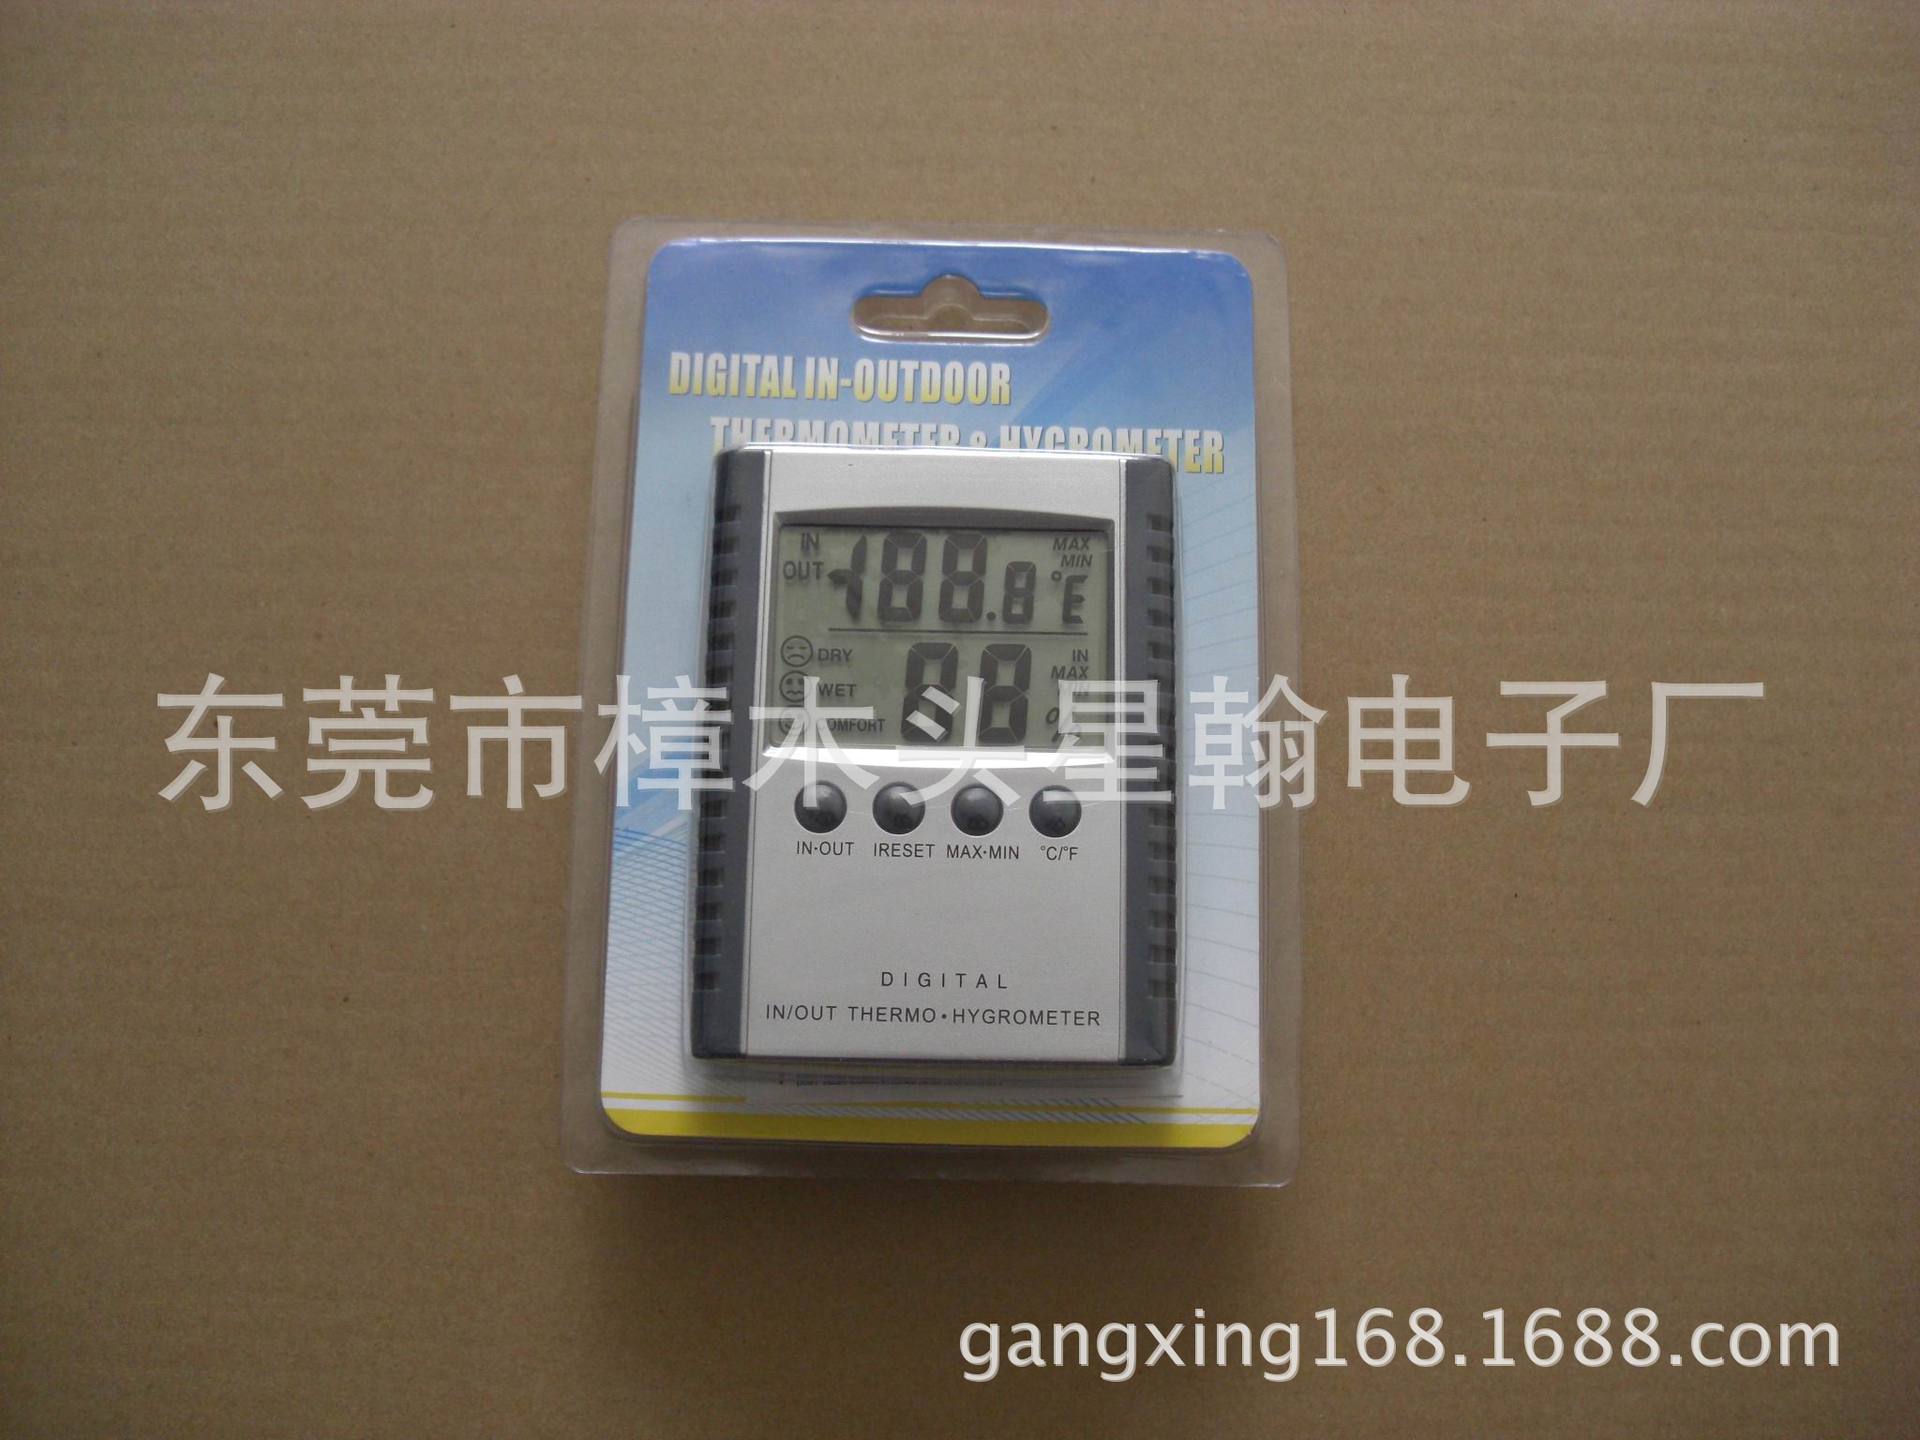 DIGITAL IN-OUTDOOR
THERMOMETER & HYGROMETER
IN
OUT
-188.8°E
MAX
MIN
DRY
WET
COMFORT
88
IN
MAX
MIN
%
东莞市樟木头星翰电子厂
IN•OUT IRESET MAX•MIN °C/°F
DIGITAL
IN/OUT THERMO•HYGROMETER
gangxing168.1688.com